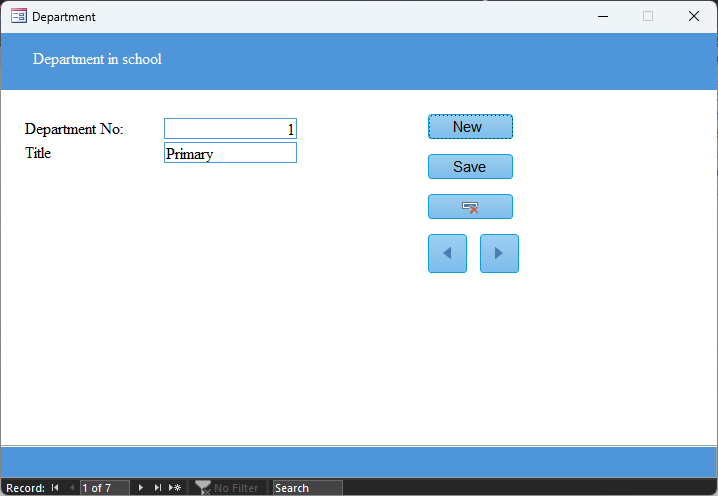 Department
Department in school
Department No: 1
Title Primary
New
Save
Record: 1 of 7 No Filter Search